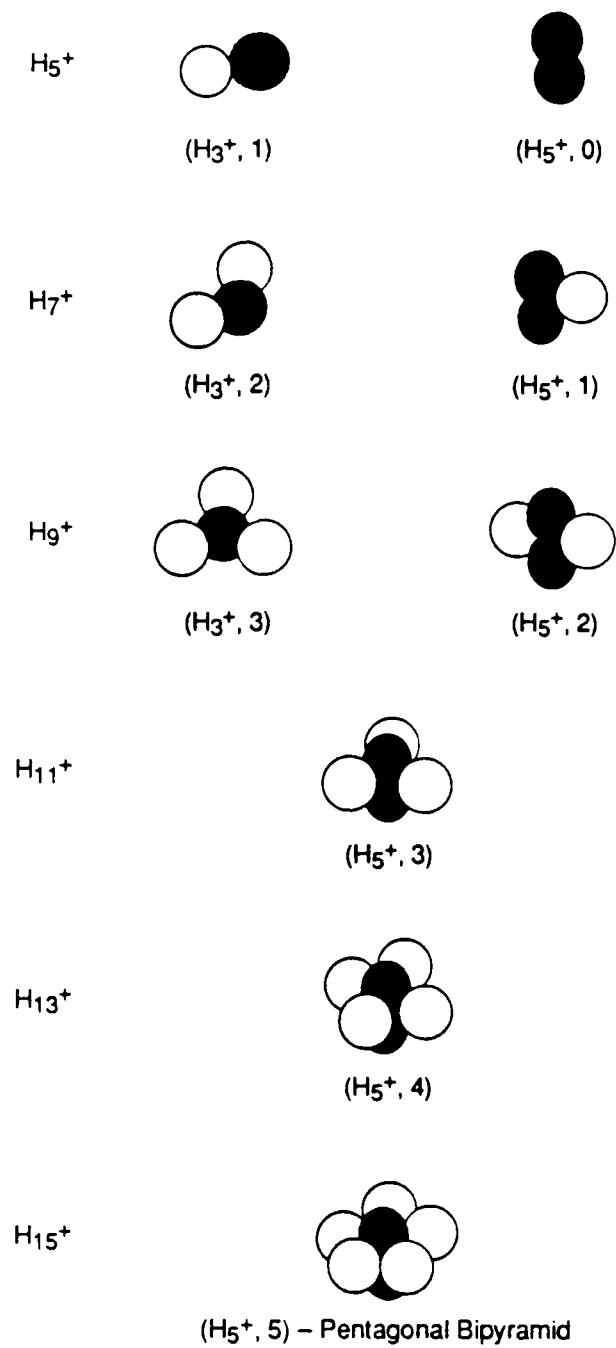 H₅⁺
(H₃⁺, 1) (H₅⁺, 0)
H₇⁺
(H₃⁺, 2) (H₅⁺, 1)
H₉⁺
(H₃⁺, 3) (H₅⁺, 2)
H₁₁⁺
(H₅⁺, 3)
H₁₃⁺
(H₅⁺, 4)
H₁₅⁺
(H₅⁺, 5) – Pentagonal Bipyramid